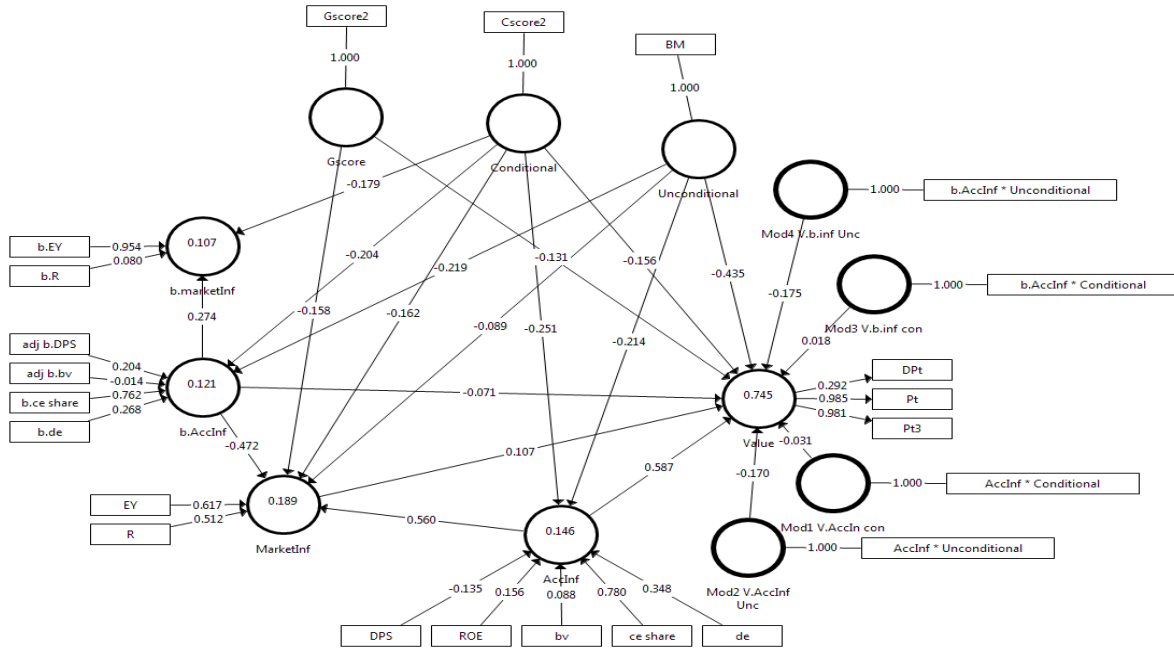 Gscore2
Cscore2
BM
1.000
1.000
1.000
Gscore
Conditional
Unconditional
1.000
b.AccInf * Unconditional
Mod4 V.b.inf Unc
-0.179
b.EY
0.954
0.107
b.R
0.080
b.marketInf
-0.204
-0.219
-0.131
-0.156
-0.435
-0.175
1.000
b.AccInf * Conditional
Mod3 V.b.inf con
0.274
-0.158
-0.162
-0.089
-0.251
-0.214
0.018
adj b.DPS
0.204
adj b.bv
-0.014
0.121
b.ce share
0.762
b.de
0.268
b.AccInf
-0.071
0.745
Value
0.292
DPt
0.985
Pt
0.981
Pt3
-0.472
0.107
0.587
-0.031
-0.170
1.000
AccInf * Conditional
Mod1 V.AccIn con
EY
0.617
R
0.512
0.189
MarketInf
0.560
0.146
AccInf
1.000
AccInf * Unconditional
Mod2 V.AccInf
Unc
-0.135
0.156
0.088
0.780
0.348
DPS
ROE
bv
ce share
de